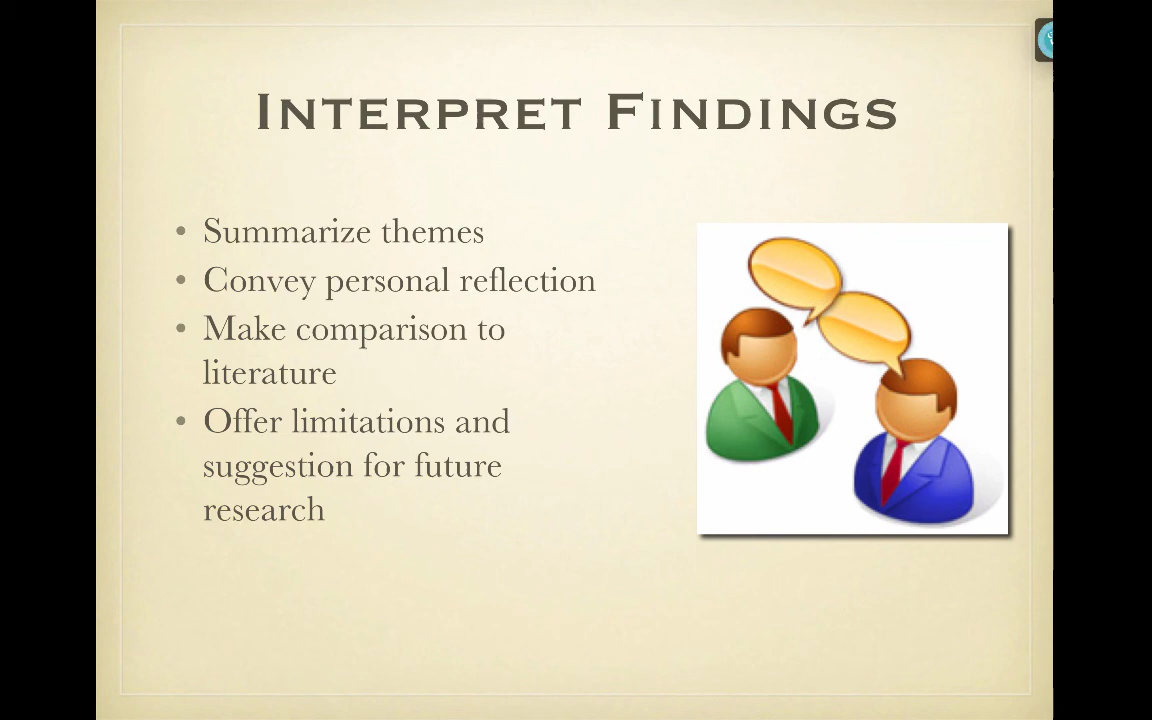 Interpret Findings
• Summarize themes
• Convey personal reflection
• Make comparison to
literature
• Offer limitations and
suggestion for future
research